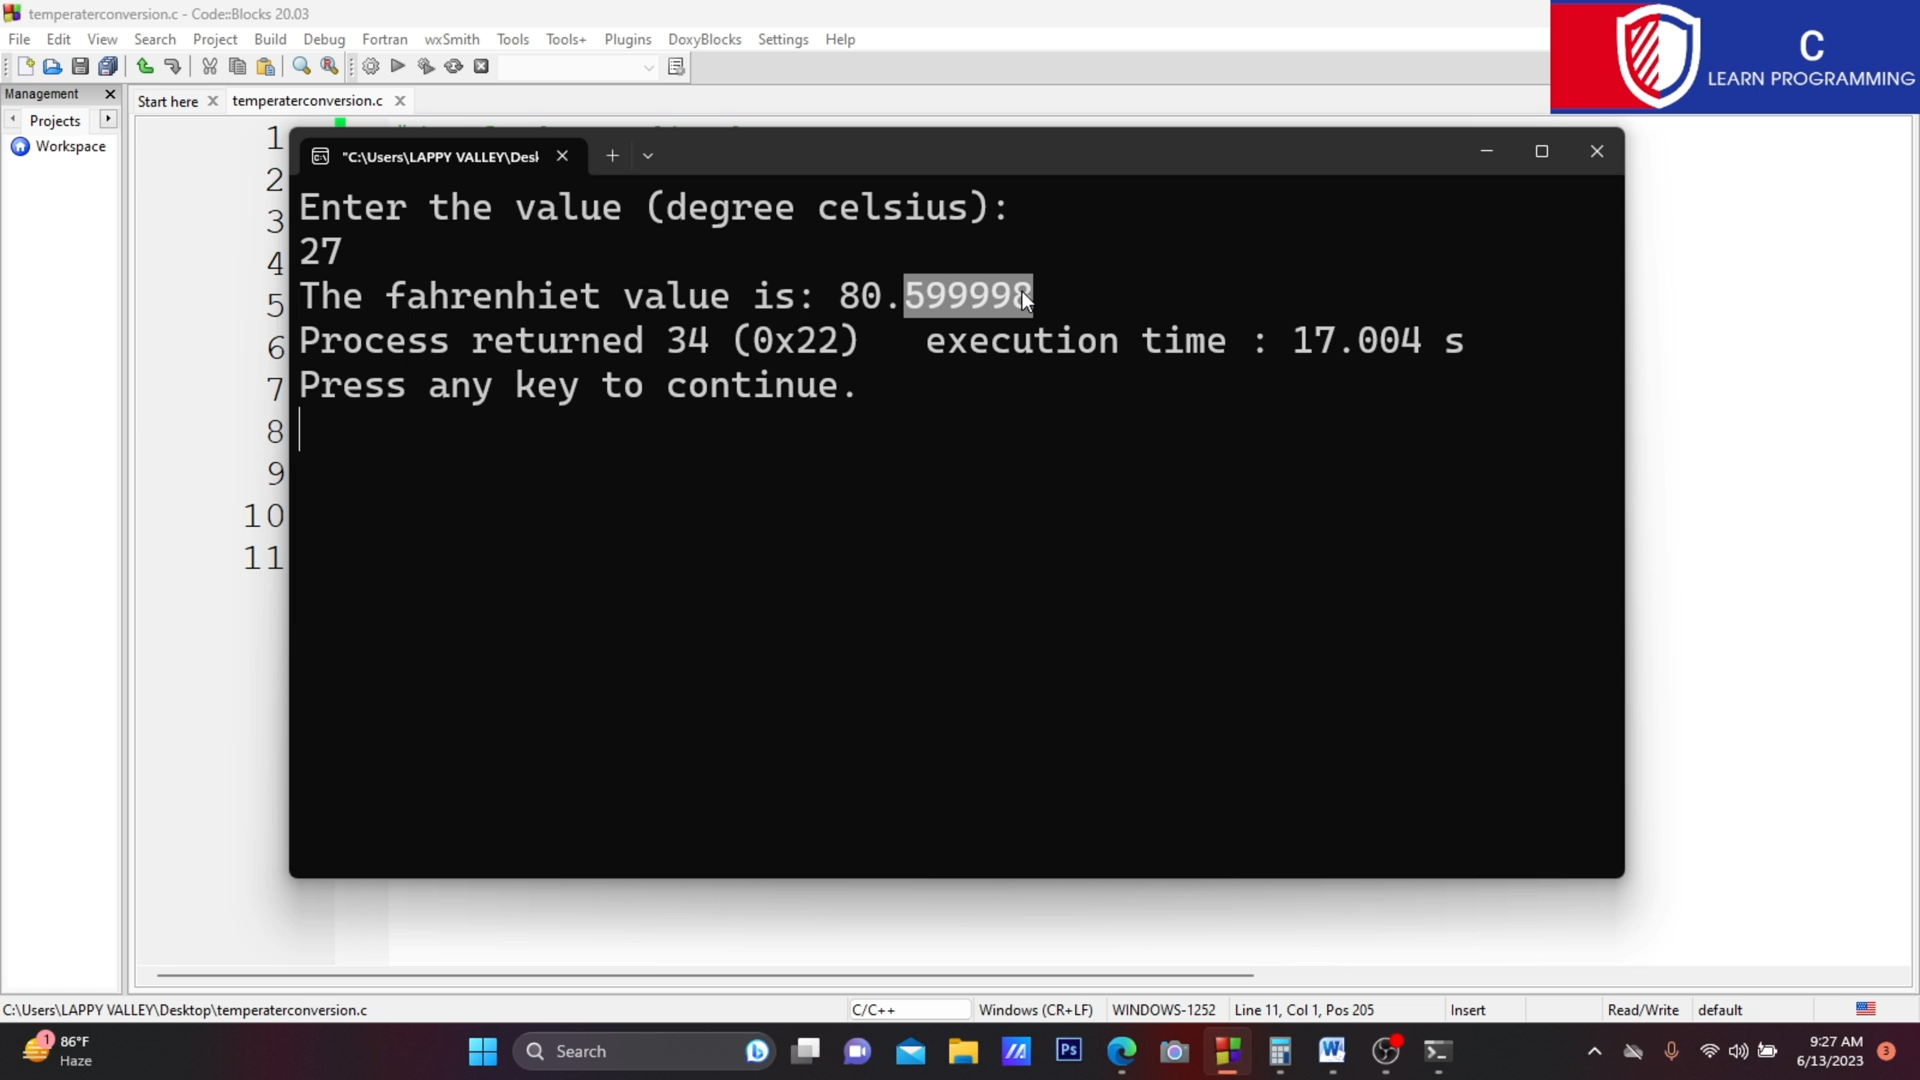 temperaterconversion.c - Code::Blocks 20.03
File Edit View Search Project Build Debug Fortran wxSmith Tools Tools+ Plugins DoxyBlocks Settings Help
C
LEARN PROGRAMMING
Management
Projects
Workspace
Start here
temperaterconversion.c
1
2
3
4
5
6
7
8
9
10
11
"C:\Users\LAPPY VALLEY\Desk
Enter the value (degree celsius):
27
The fahrenhiet value is: 80.599998
Process returned 34 (0x22)   execution time : 17.004 s
Press any key to continue.
C:\Users\LAPPY VALLEY\Desktop\temperaterconversion.c
C/C++
Windows (CR+LF)
WINDOWS-1252
Line 11, Col 1, Pos 205
Insert
Read/Write
default
1
86°F
Haze
Search
Ps
W
9:27 AM
6/13/2023
3